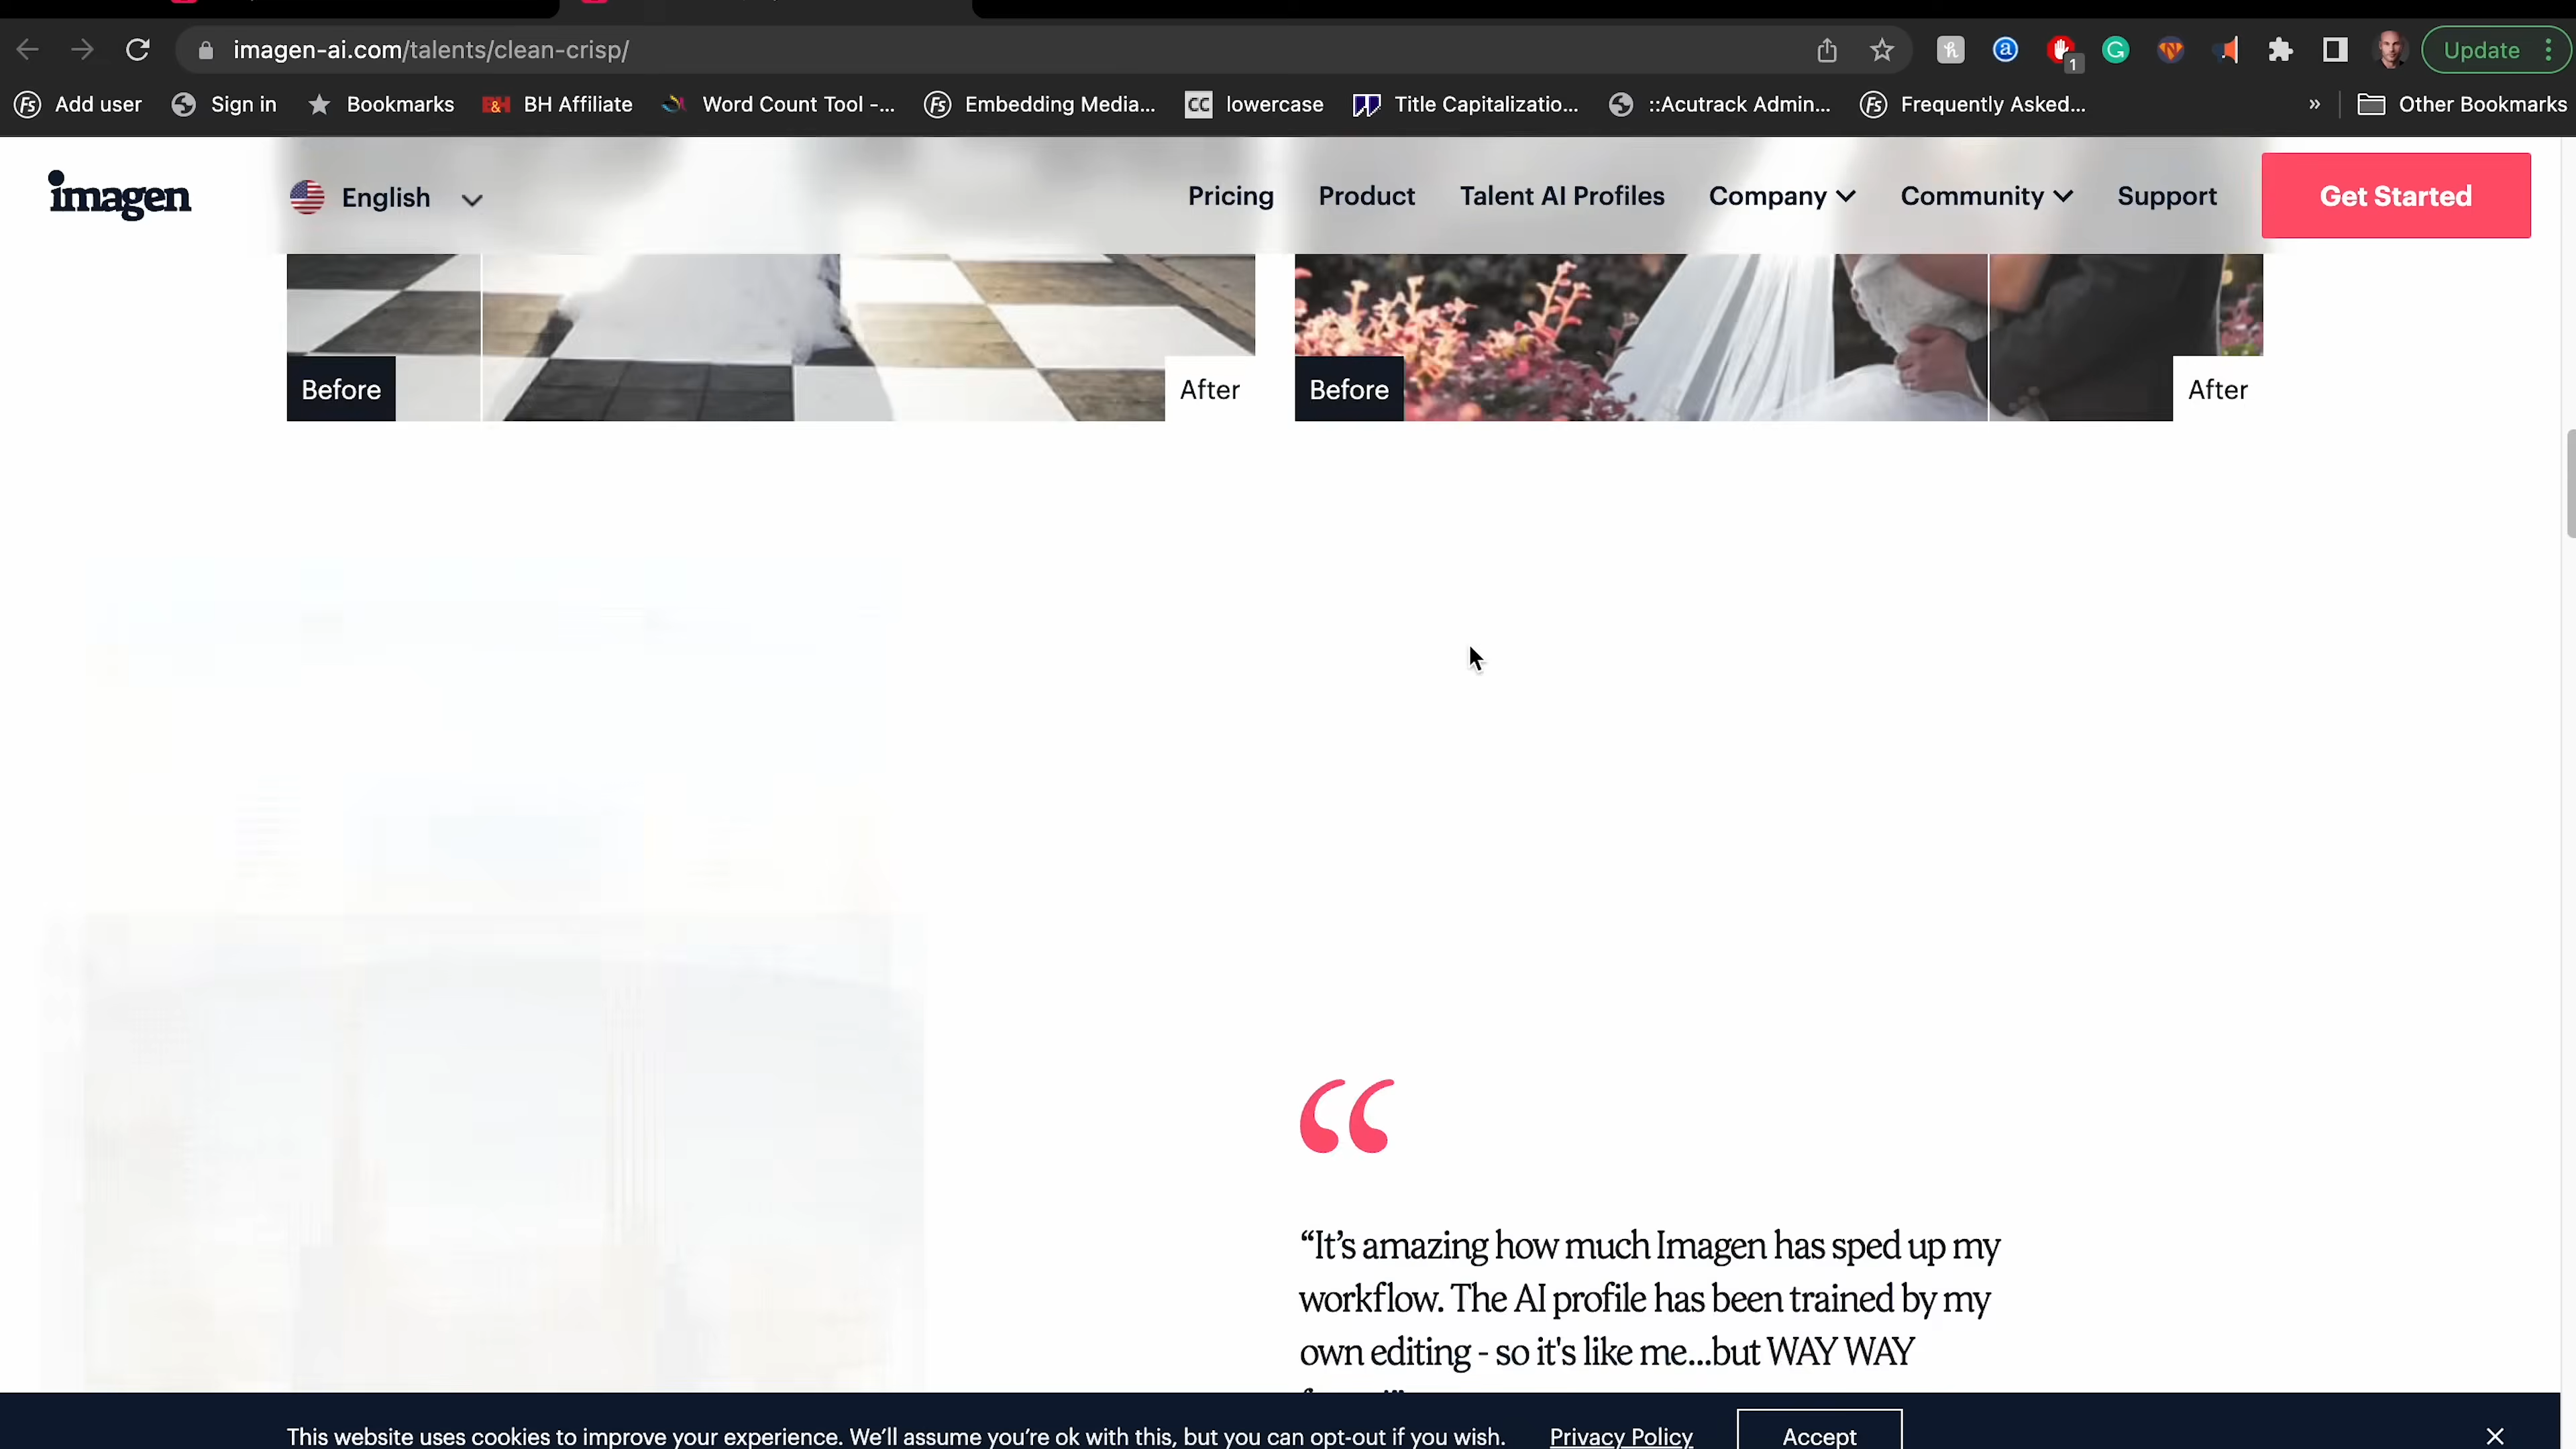 imagen-ai.com/talents/clean-crisp/
1
Update
Add user
Sign in
Bookmarks
B&H BH Affiliate
Word Count Tool -...
Embedding Media...
CC lowercase
Title Capitalizatio...
::Acutrack Admin...
Frequently Asked...
»
Other Bookmarks
imagen
English
Pricing
Product
Talent AI Profiles
Company
Community
Support
Get Started
Before
After
Before
After
“
“It’s amazing how much Imagen has sped up my
workflow. The AI profile has been trained by my
own editing - so it's like me...but WAY WAY
This website uses cookies to improve your experience. We’ll assume you’re ok with this, but you can opt-out if you wish.
Privacy Policy
Accept